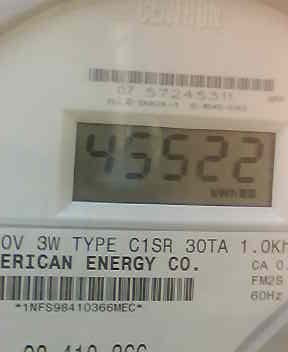 CENTRON
07 57245311
45522
kWh
0V 3W TYPE C1SR 30TA 1.0Kh
ERICAN ENERGY CO.
CA 0.
FM2S
60Hz
*1NFS98410366MEC*